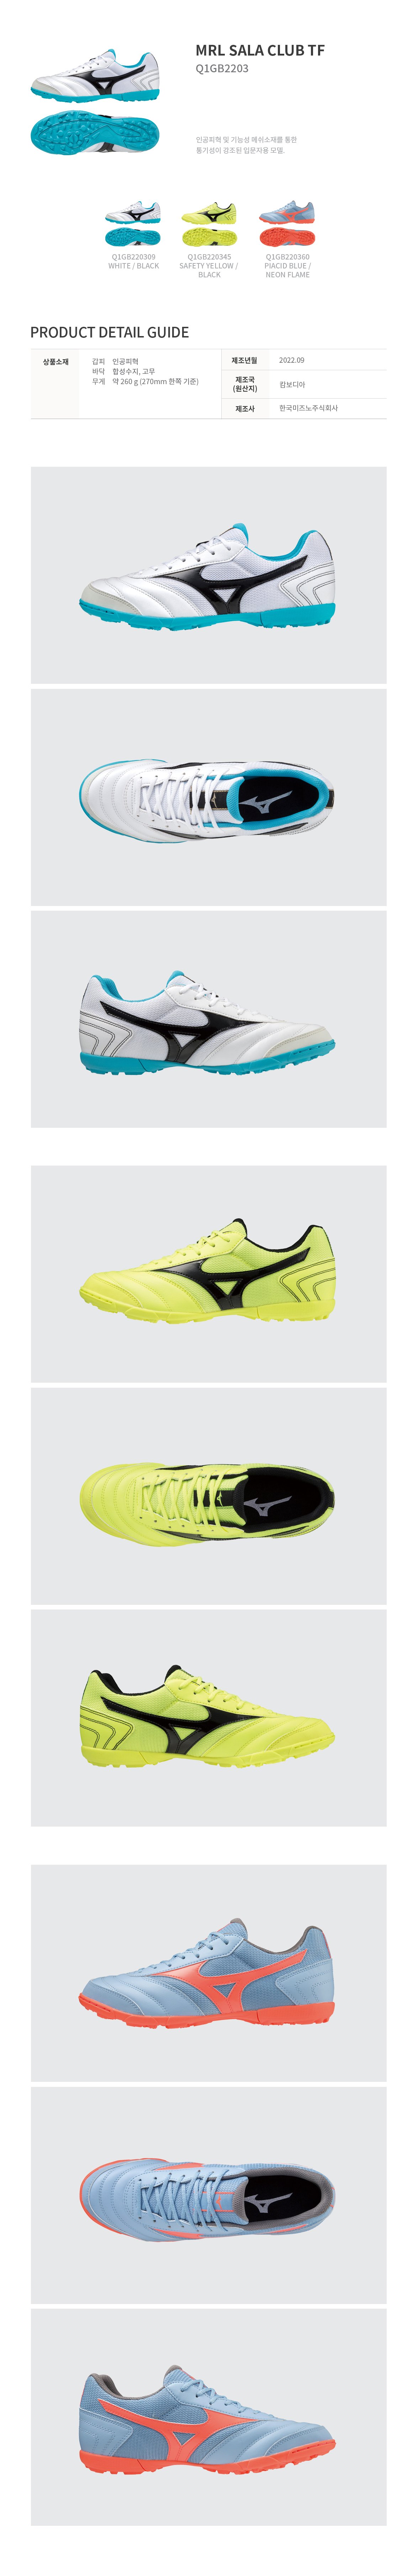 MRL SALA CLUB TF
Q1GB2203
인공피혁 및 기능성 메쉬소재를 통한
통기성이 강조된 입문자용 모델.
Q1GB220309
WHITE / BLACK
Q1GB220345
SAFETY YELLOW /
BLACK
Q1GB220360
PIACID BLUE /
NEON FLAME
PRODUCT DETAIL GUIDE
상품소재
갑피 인공피혁
바닥 합성수지, 고무
무게 약 260 g (270mm 한쪽 기준)
제조년월 2022.09
제조국
(원산지)
캄보디아
제조사 한국미즈노주식회사